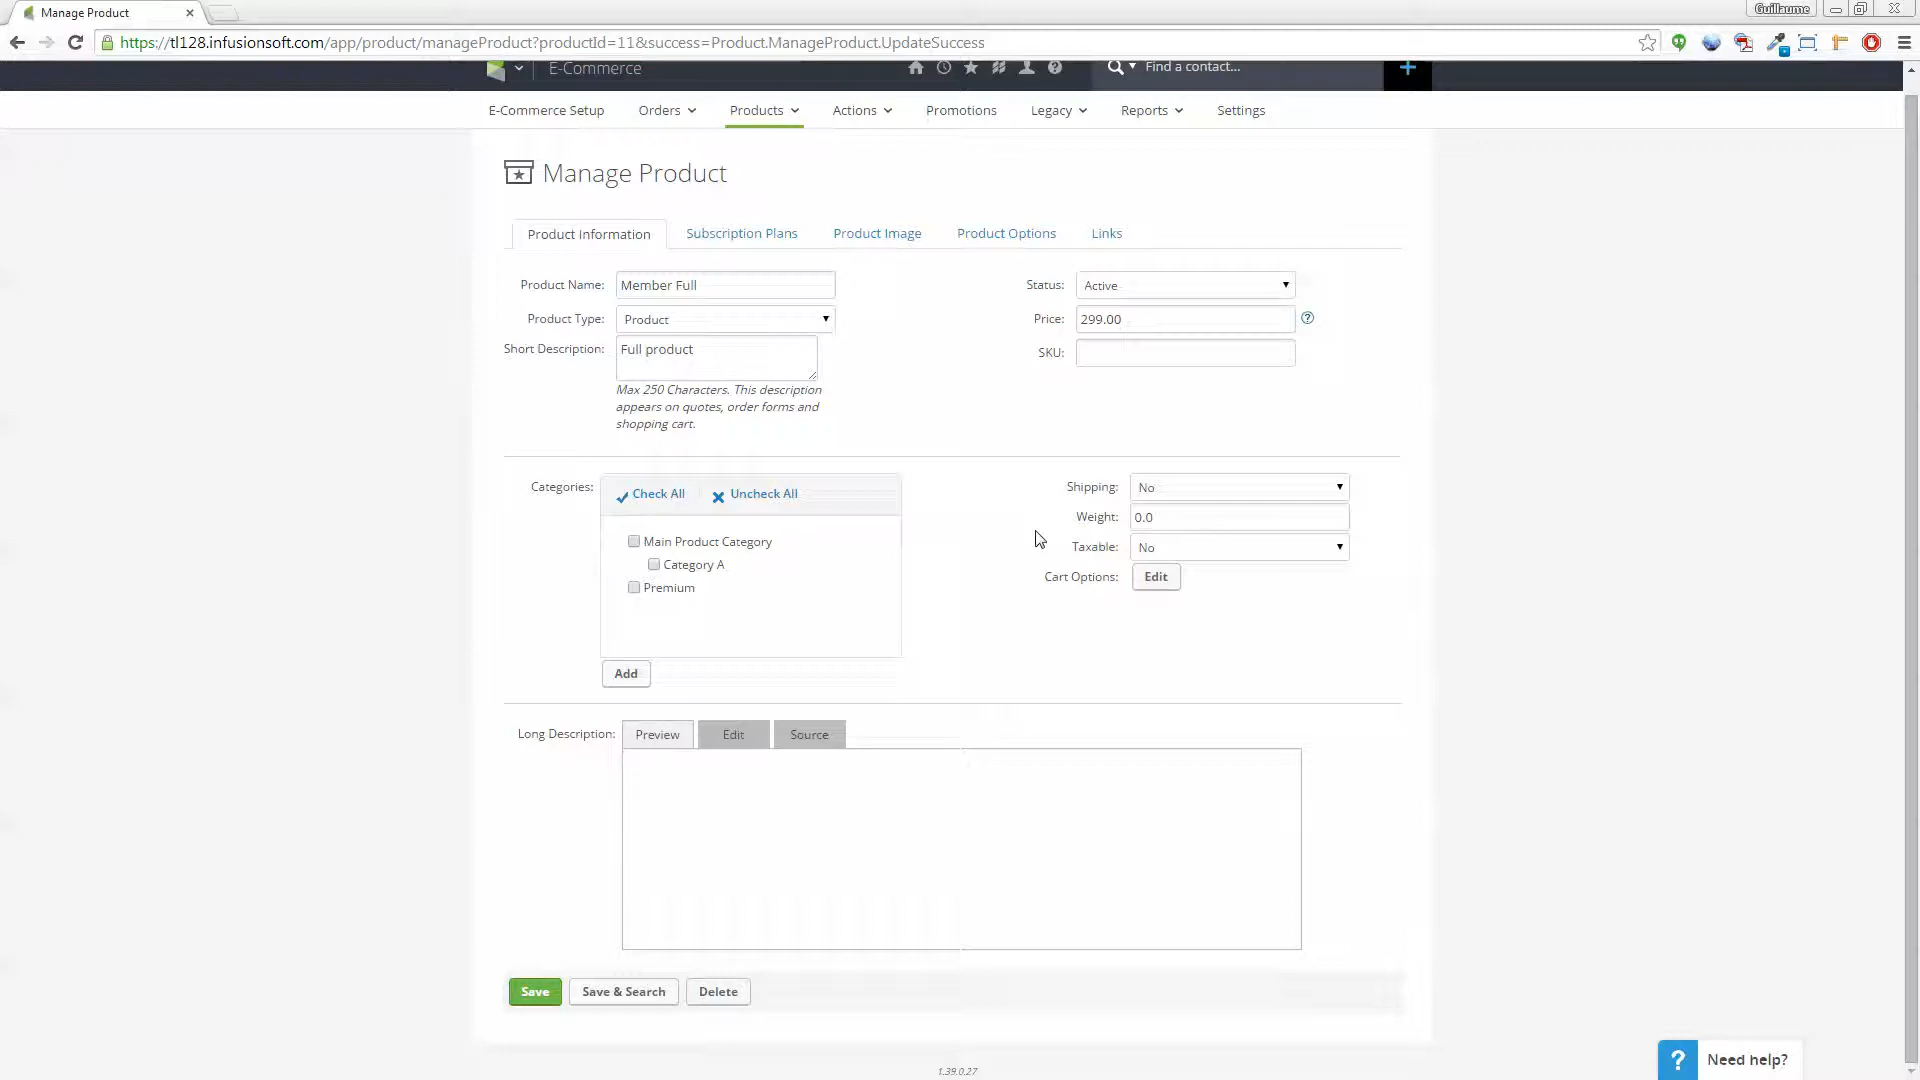 Manage Product
Guillaume
https://tl128.infusionsoft.com/app/product/manageProduct?productId=11&success=Product.ManageProduct.UpdateSuccess
E-Commerce
Find a contact...
E-Commerce Setup Orders Products Actions Promotions Legacy Reports Settings
Manage Product
Product Information Subscription Plans Product Image Product Options Links
Product Name: Member Full Status: Active
Product Type: Product Price: 299.00
Short Description: Full product SKU:
Max 250 Characters. This description
appears on quotes, order forms and
shopping cart.
Categories: Check All Uncheck All Shipping: No
Weight: 0.0
Main Product Category Taxable: No
Category A
Cart Options: Edit
Premium
Add
Long Description: Preview Edit Source
Save Save & Search Delete
? Need help?
1.39.0.27